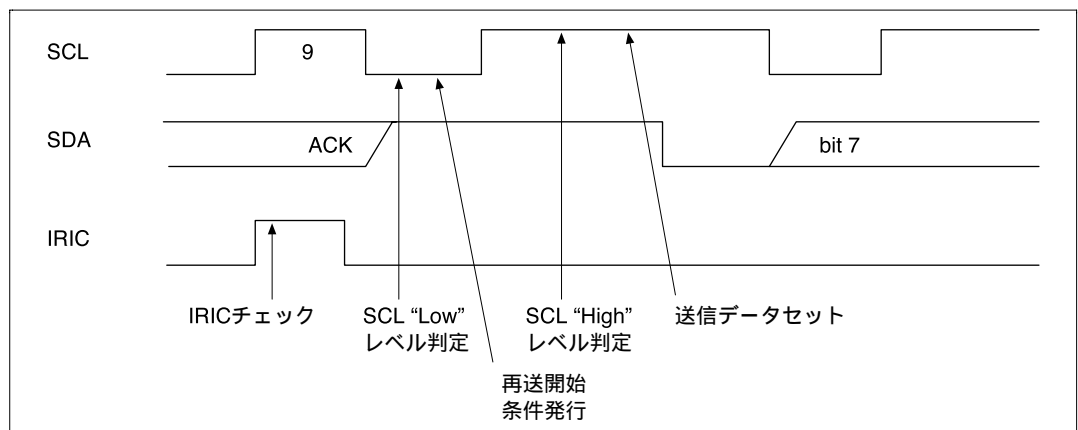 SCL
9
SDA
ACK
bit 7
IRIC
IRICチェック
SCL “Low”
レベル判定
SCL “High”
レベル判定
送信データセット
再送開始
条件発行